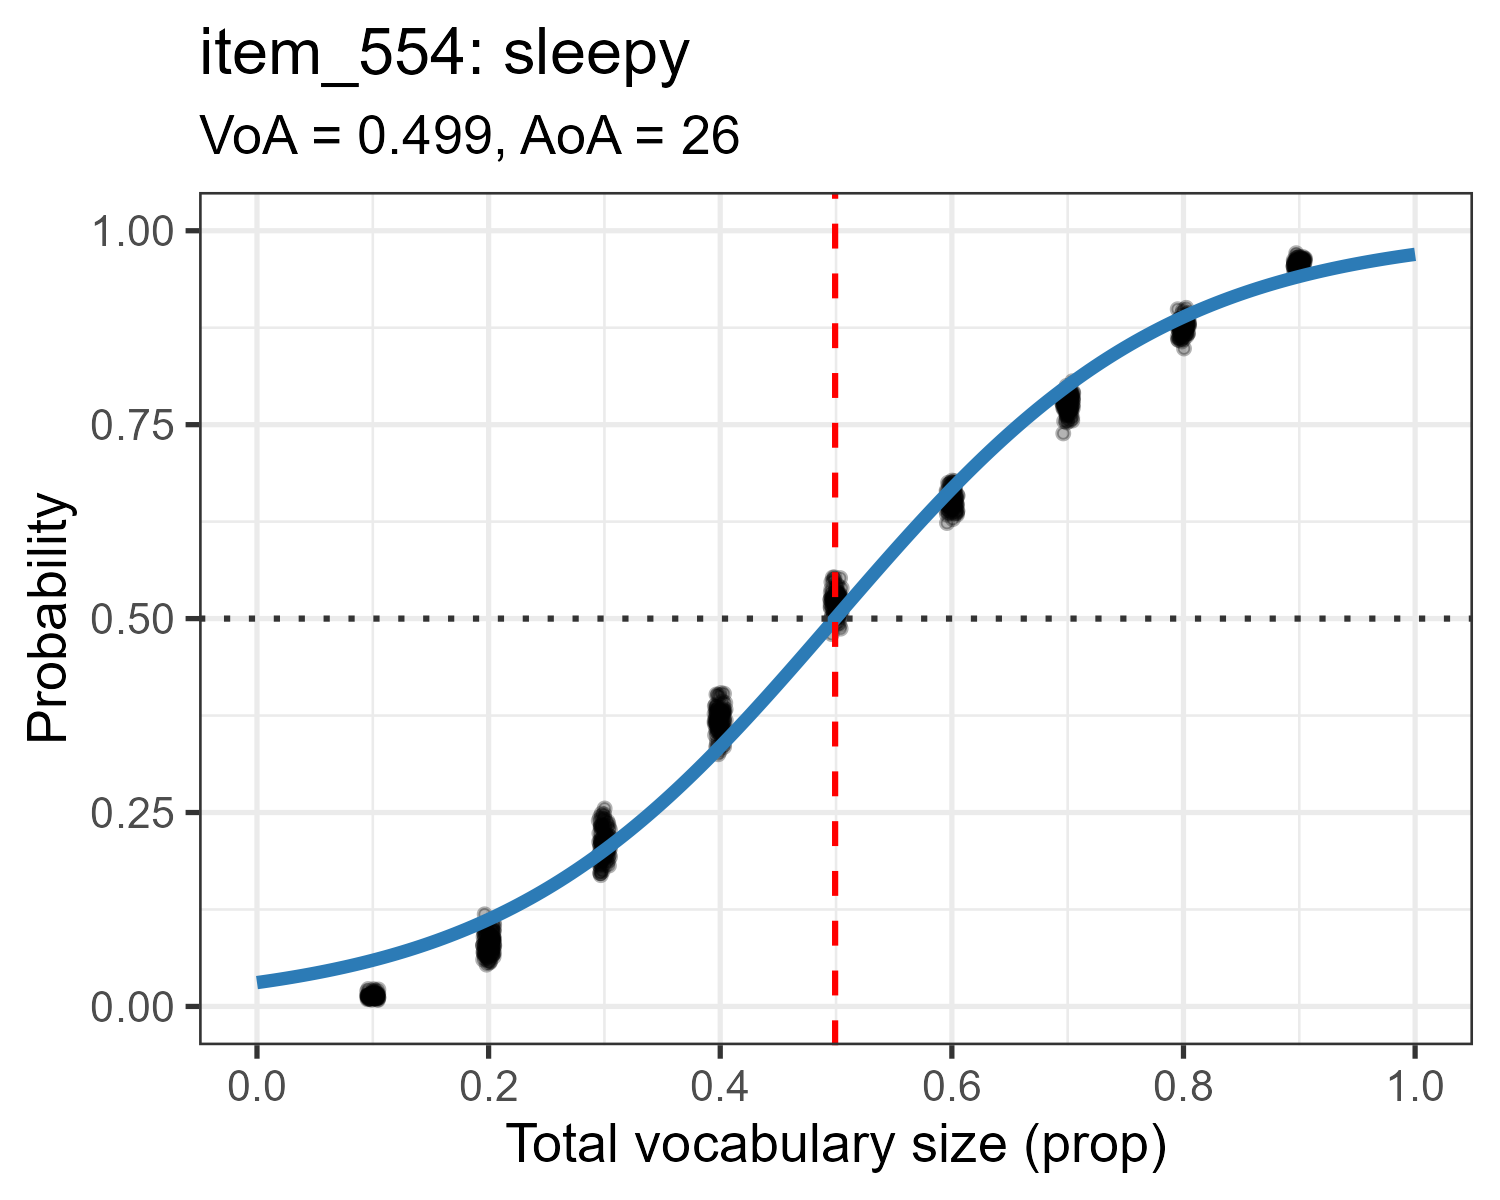 item_554: sleepy
VoA = 0.499, AoA = 26
1.00
0.75
0.50
0.25
0.00
Probability
0.0 0.2 0.4 0.6 0.8 1.0
Total vocabulary size (prop)